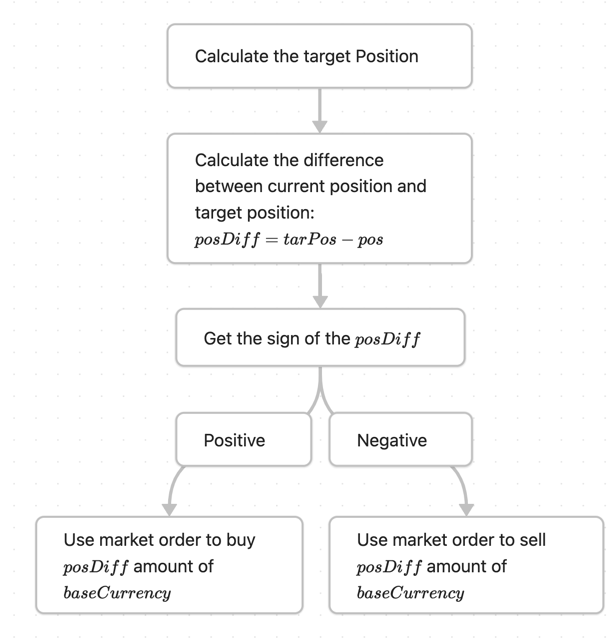 Calculate the target Position
Calculate the difference
between current position and
target position:
posDiff = tarPos − pos
Get the sign of the posDiff
Positive
Negative
Use market order to buy
posDiff amount of
baseCurrency
Use market order to sell
posDiff amount of
baseCurrency